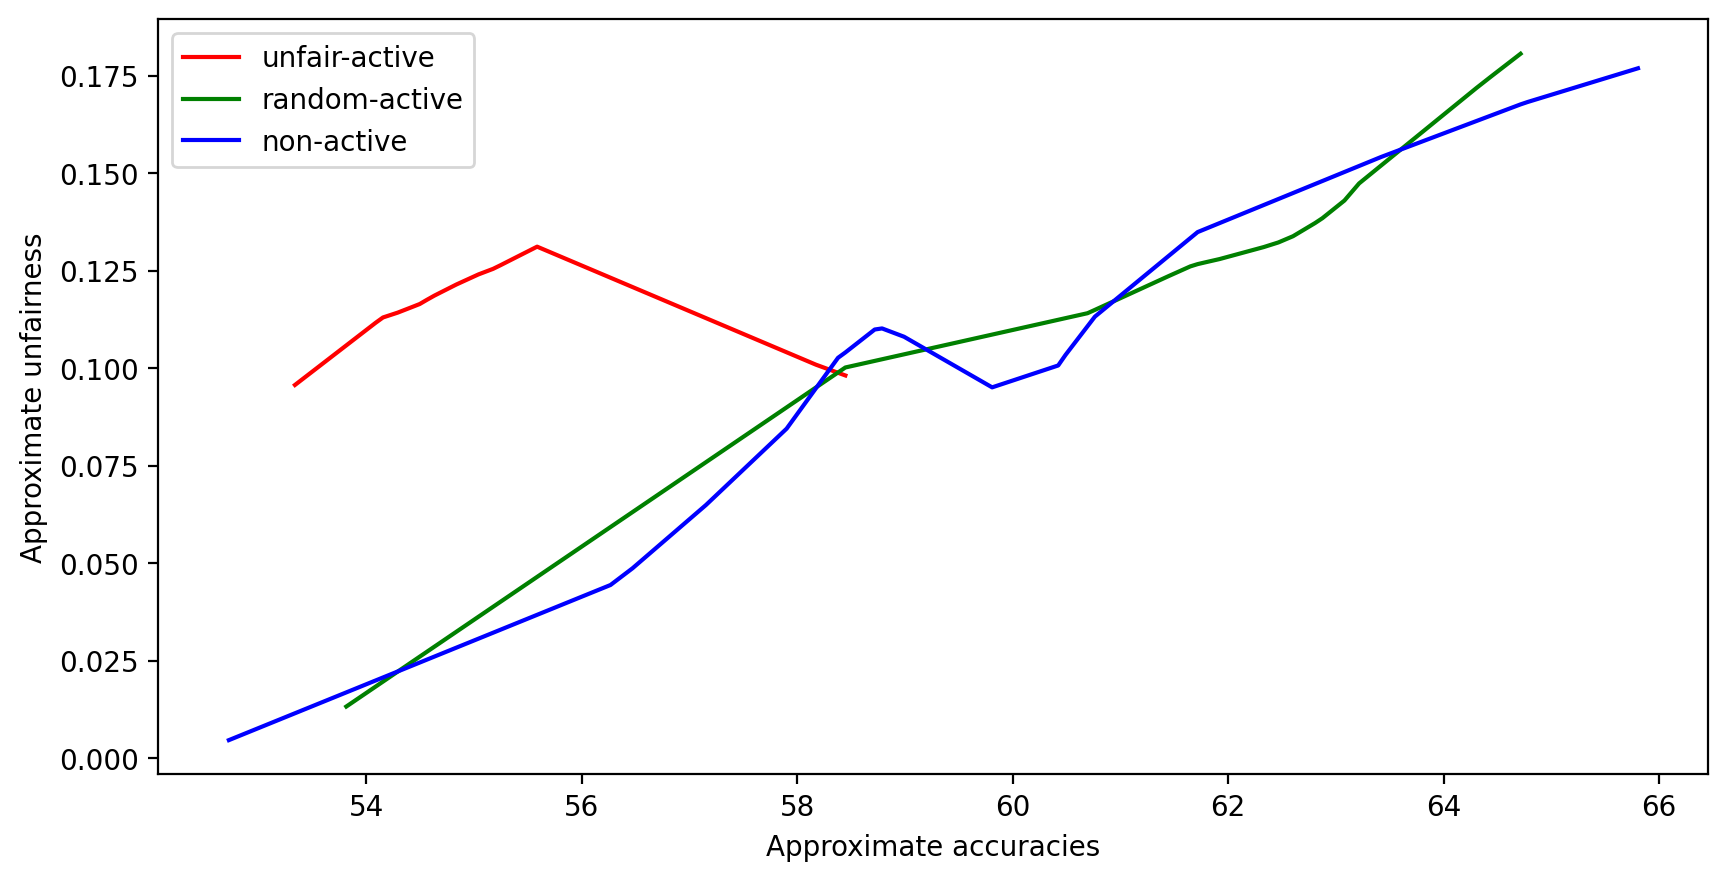 unfair-active
random-active
non-active
0.175
0.150
0.125
0.100
0.075
0.050
0.025
0.000
Approximate unfairness
54 56 58 60 62 64 66
Approximate accuracies